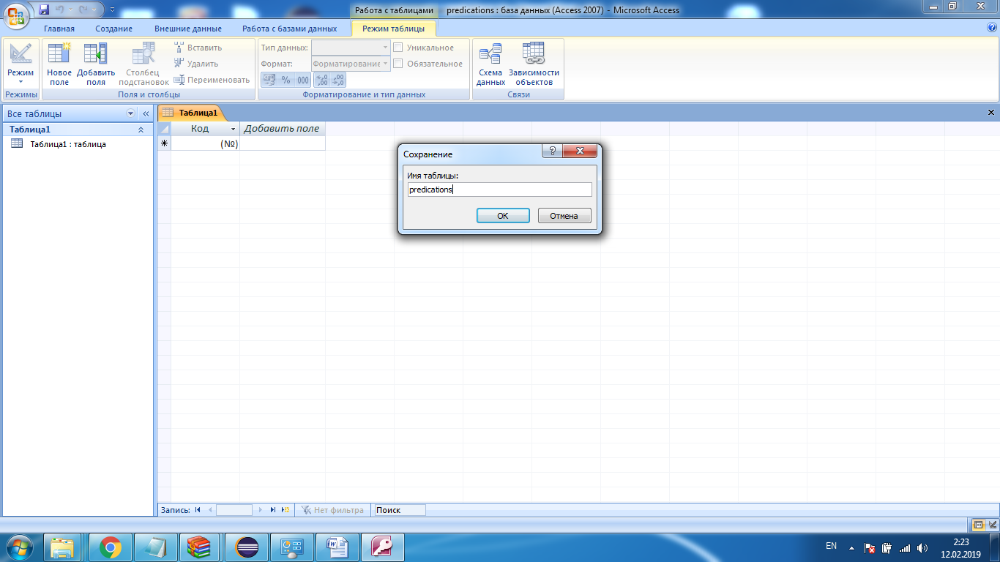 Работа с таблицами predications : база данных (Access 2007) - Microsoft Access
Главная Создание Внешние данные Работа с базами данных Режим таблицы
Режим
Режимы
Новое поле
Добавить поля
Столбец подстановок
Вставить
Удалить
Переименовать
Поля и столбцы
Тип данных:
Формат: Форматирование
% 000 ,00 ,00
Уникальное
Обязательное
Форматирование и тип данных
Схема данных
Зависимости объектов
Связи
Все таблицы
Таблица1
Таблица1 : таблица
Таблица1
Код Добавить поле
(№)
Сохранение
Имя таблицы:
predications
ОК Отмена
Запись: Нет фильтра Поиск
EN
2:23
12.02.2019